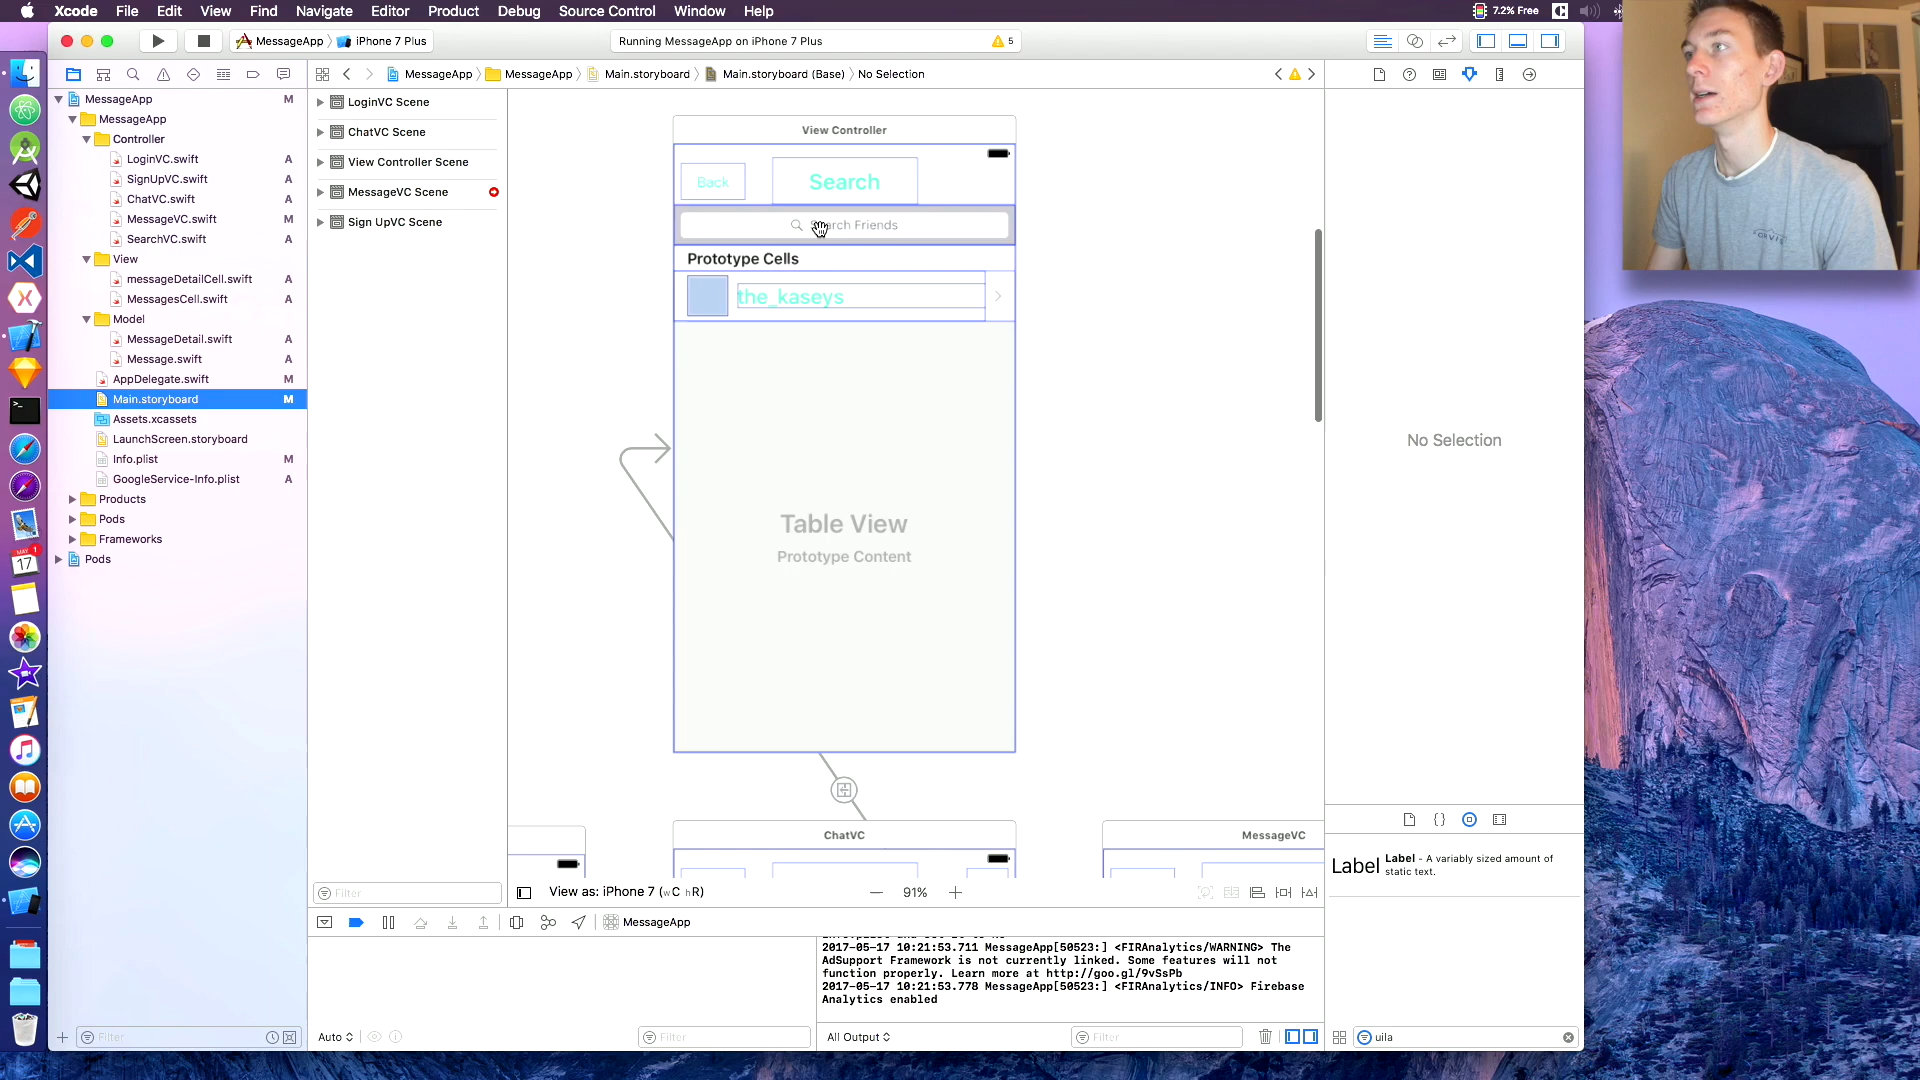 Xcode File Edit View Find Navigate Editor Product Debug Source Control Window Help 7.2% Free
MessageApp iPhone 7 Plus Running MessageApp on iPhone 7 Plus 5
MessageApp MessageApp Main.storyboard Main.storyboard (Base) No Selection
MessageApp M
MessageApp
Controller
LoginVC.swift A
SignUpVC.swift A
ChatVC.swift A
MessageVC.swift M
SearchVC.swift A
View
messageDetailCell.swift A
MessagesCell.swift A
Model
MessageDetail.swift A
Message.swift A
AppDelegate.swift M
Main.storyboard M
Assets.xcassets
LaunchScreen.storyboard
Info.plist M
GoogleService-Info.plist A
Products
Pods
Frameworks
Pods
Filter
LoginVC Scene
ChatVC Scene
View Controller Scene
MessageVC Scene
Sign UpVC Scene
Filter
View Controller
Back Search
Friends
Prototype Cells
the_kaseys
Table View
Prototype Content
ChatVC
MessageVC
View as: iPhone 7 (wC hR) 91%
MessageApp
2017-05-17 10:21:53.711 MessageApp[50523:] <FIRAnalytics/WARNING> The
AdSupport Framework is not currently linked. Some features will not
function properly. Learn more at http://goo.gl/9vSsPb
2017-05-17 10:21:53.778 MessageApp[50523:] <FIRAnalytics/INFO> Firebase
Analytics enabled
Auto Filter All Output Filter
No Selection
Label Label - A variably sized amount of
static text.
uila
MAY 1
17